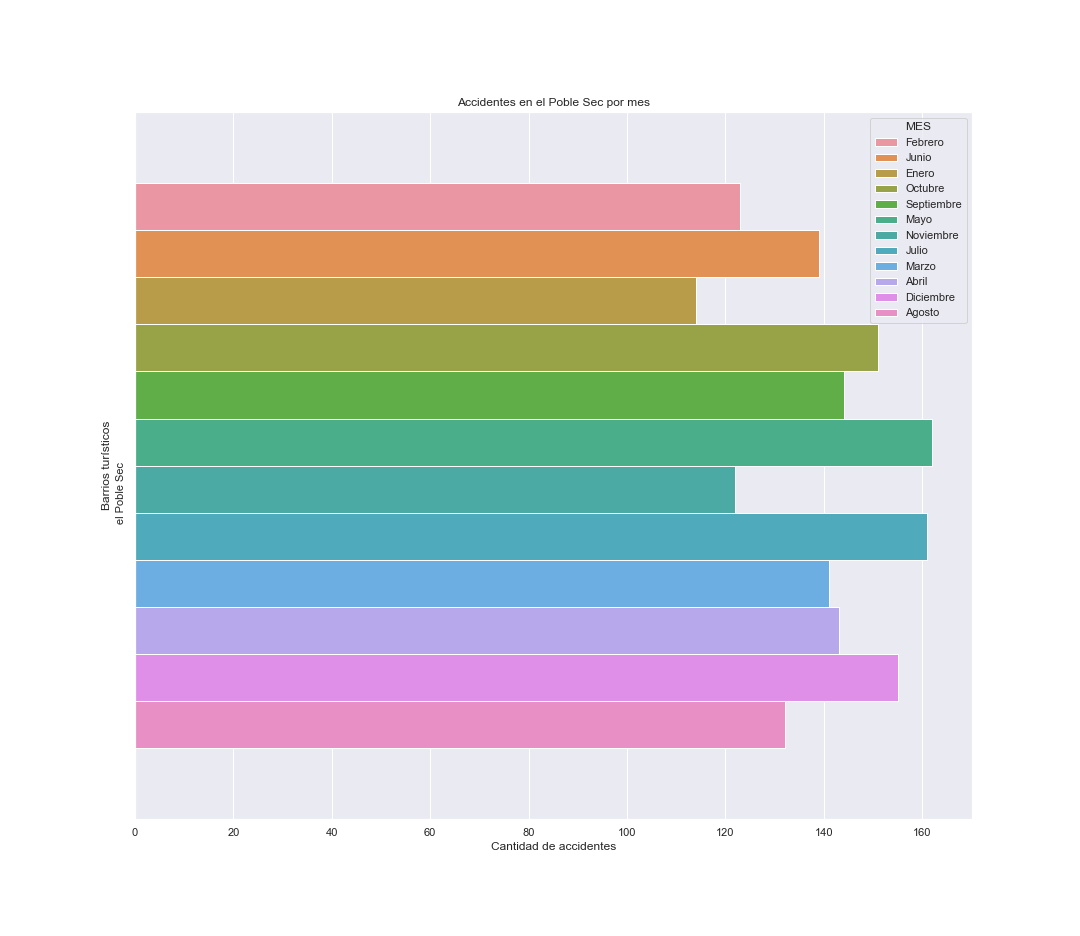 Accidentes en el Poble Sec por mes
MES
Febrero
Junio
Enero
Octubre
Septiembre
Mayo
Noviembre
Julio
Marzo
Abril
Diciembre
Agosto
Barrios turísticos
el Poble Sec
0 20 40 60 80 100 120 140 160
Cantidad de accidentes